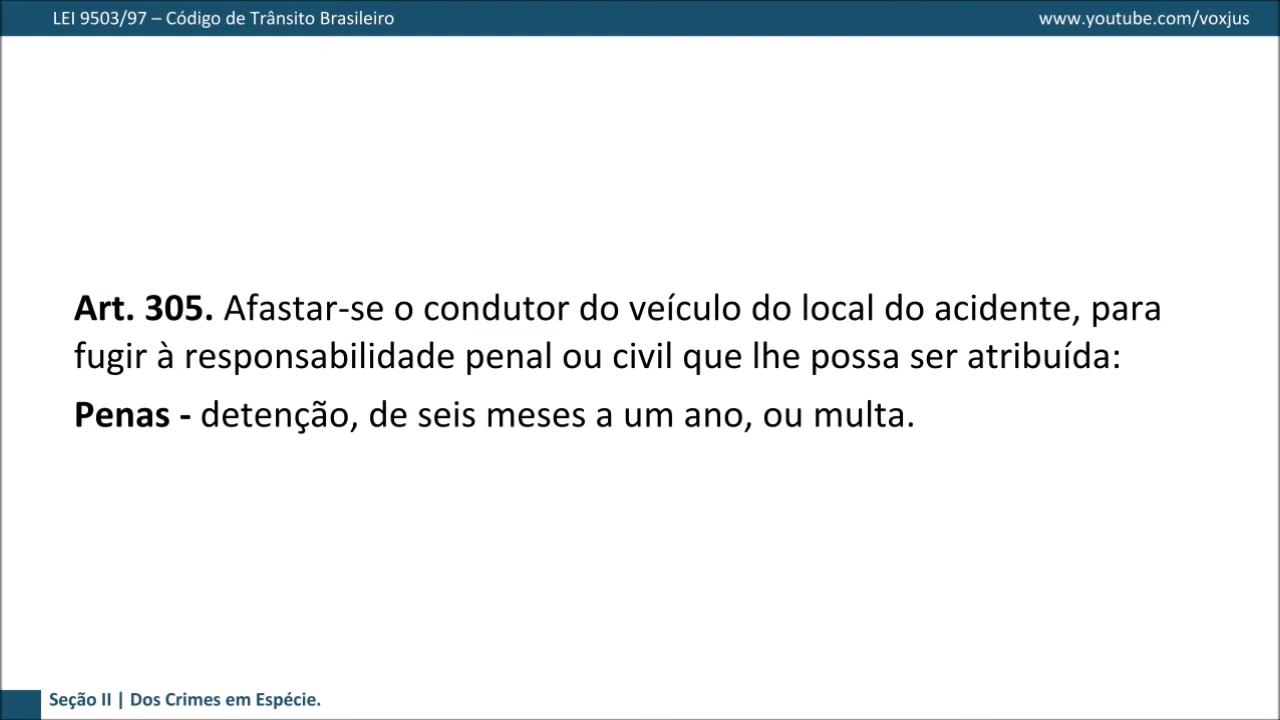 LEI 9503/97 – Código de Trânsito Brasileiro
www.youtube.com/voxjus
Art. 305. Afastar-se o condutor do veículo do local do acidente, para
fugir à responsabilidade penal ou civil que lhe possa ser atribuída:
Penas - detenção, de seis meses a um ano, ou multa.
Seção II | Dos Crimes em Espécie.